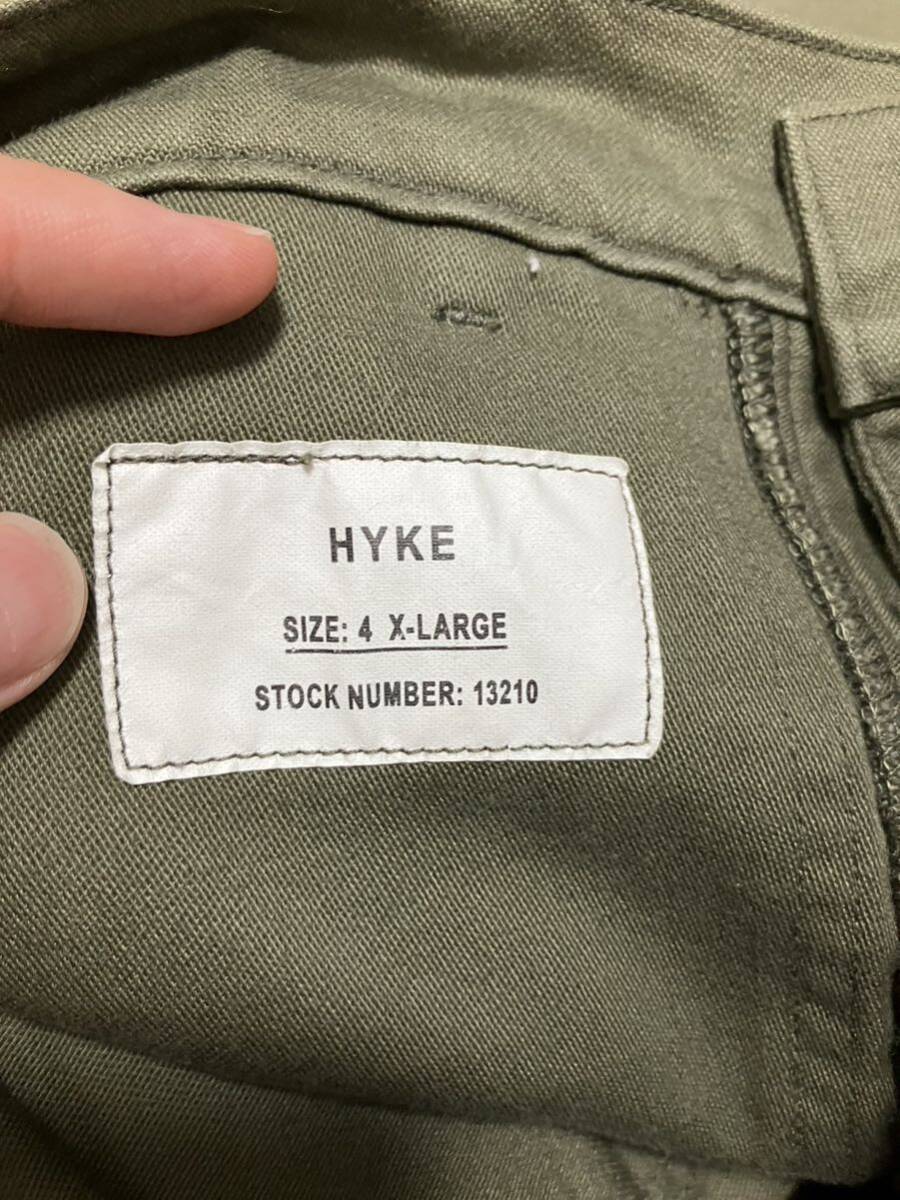 HYKE
SIZE: 4 X-LARGE
STOCK NUMBER: 13210